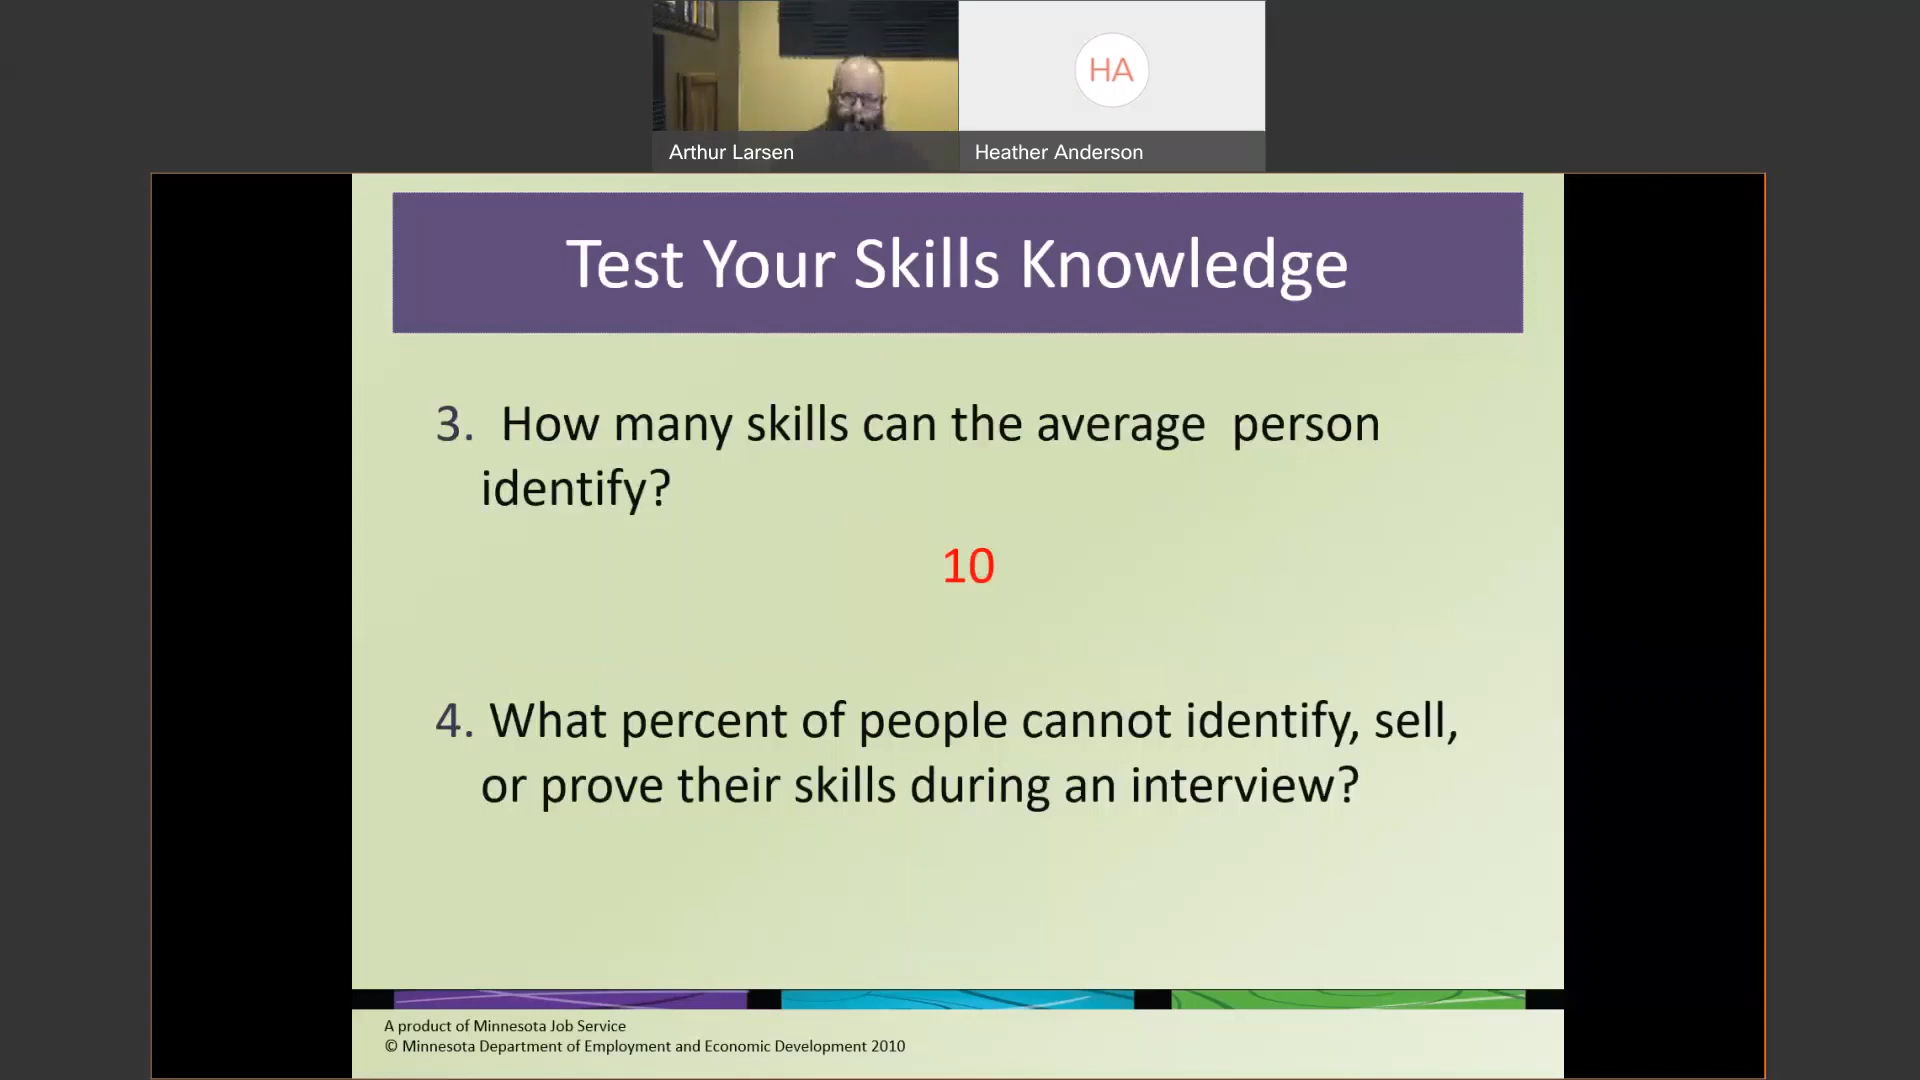 HA
Arthur Larsen
Heather Anderson
Test Your Skills Knowledge
3. How many skills can the average person
identify?
10
4. What percent of people cannot identify, sell,
or prove their skills during an interview?
A product of Minnesota Job Service
© Minnesota Department of Employment and Economic Development 2010